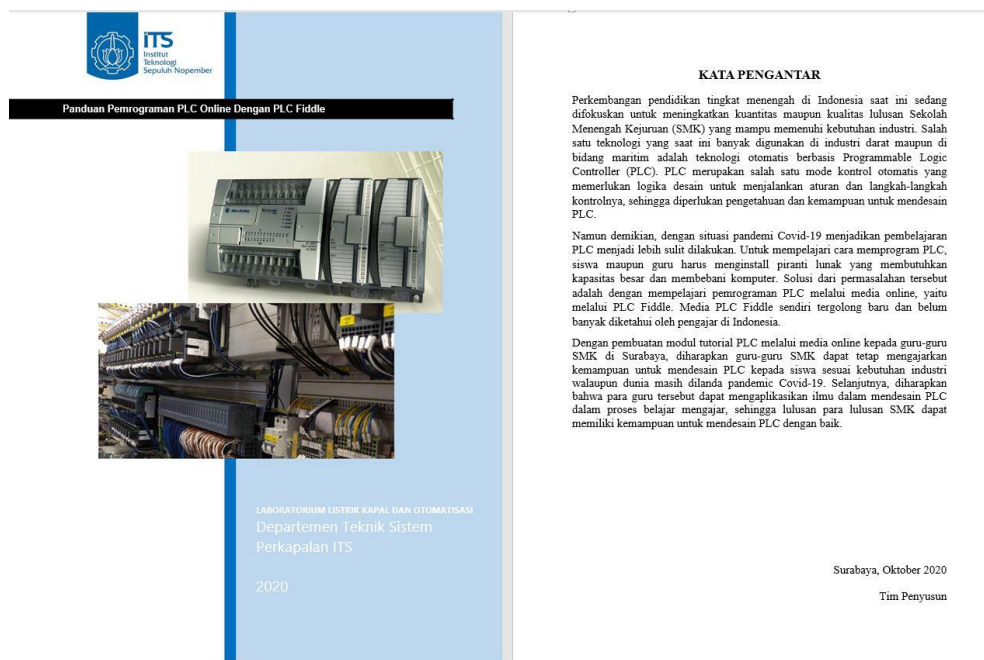 ITS
Institut
Teknologi
Sepuluh Nopember
Panduan Pemrograman PLC Online Dengan PLC Fiddle
LABORATORIUM LISTRIK KAPAL DAN OTOMATISASI
Departemen Teknik Sistem
Perkapalan ITS
2020
KATA PENGANTAR
Perkembangan pendidikan tingkat menengah di Indonesia saat ini sedang
difokuskan untuk meningkatkan kuantitas maupun kualitas lulusan Sekolah
Menengah Kejuruan (SMK) yang mampu memenuhi kebutuhan industri. Salah
satu teknologi yang saat ini banyak digunakan di industri darat maupun di
bidang maritim adalah teknologi otomatis berbasis Programmable Logic
Controller (PLC). PLC merupakan salah satu mode kontrol otomatis yang
memerlukan logika desain untuk menjalankan aturan dan langkah-langkah
kontrolnya, sehingga diperlukan pengetahuan dan kemampuan untuk mendesain
PLC.
Namun demikian, dengan situasi pandemi Covid-19 menjadikan pembelajaran
PLC menjadi lebih sulit dilakukan. Untuk mempelajari cara memprogram PLC,
siswa maupun guru harus menginstall piranti lunak yang membutuhkan
kapasitas besar dan membebani komputer. Solusi dari permasalahan tersebut
adalah dengan mempelajari pemrograman PLC melalui media online, yaitu
melalui PLC Fiddle. Media PLC Fiddle sendiri tergolong baru dan belum
banyak diketahui oleh pengajar di Indonesia.
Dengan pembuatan modul tutorial PLC melalui media online kepada guru-guru
SMK di Surabaya, diharapkan guru-guru SMK dapat tetap mengajarkan
kemampuan untuk mendesain PLC kepada siswa sesuai kebutuhan industri
walaupun dunia masih dilanda pandemic Covid-19. Selanjutnya, diharapkan
bahwa para guru tersebut dapat mengaplikasikan ilmu dalam mendesain PLC
dalam proses belajar mengajar, sehingga lulusan para lulusan SMK dapat
memiliki kemampuan untuk mendesain PLC dengan baik.
Surabaya, Oktober 2020
Tim Penyusun